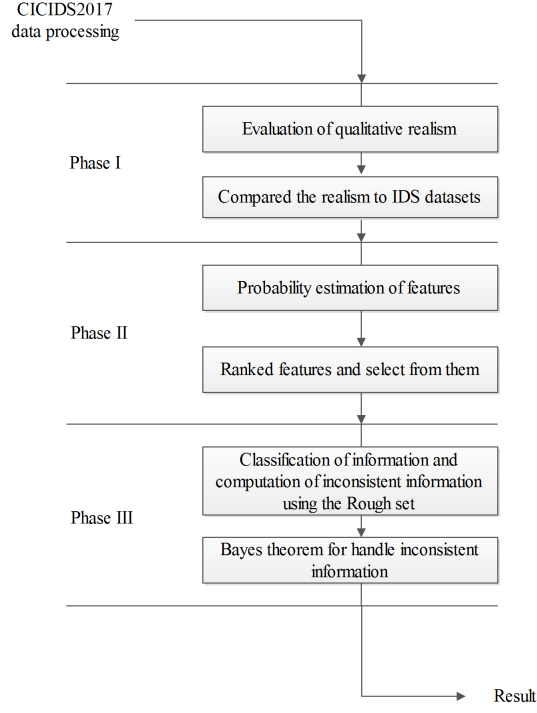 CICIDS2017
data processing
Phase I
Evaluation of qualitative realism
Compared the realism to IDS datasets
Phase II
Probability estimation of features
Ranked features and select from them
Phase III
Classification of information and
computation of inconsistent information
using the Rough set
Bayes theorem for handle inconsistent
information
Result